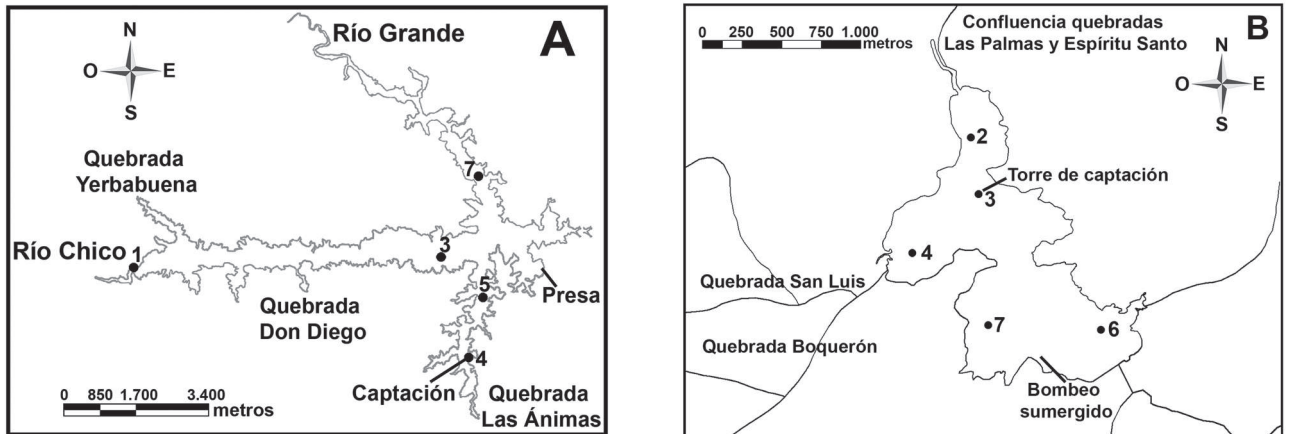 Río Grande
A
N
O E
S
Quebrada
Yerbabuena
7
Río Chico
1
3
5
Presa
Quebrada
Don Diego
4
Captación
Quebrada
Las Ánimas
0 850 1.700 3.400
metros
B
0 250 500 750 1.000
metros
Confluencia quebradas
Las Palmas y Espíritu Santo
N
O E
S
2
Torre de captación
3
4
Quebrada San Luis
7
6
Quebrada Boquerón
Bombeo
sumergido